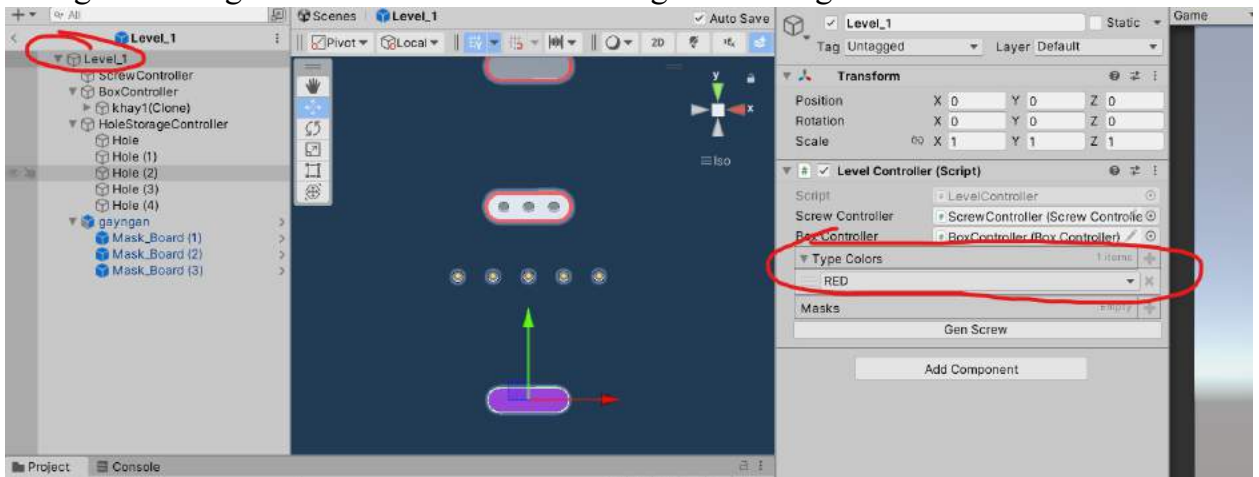 All
Scenes Level_1 Auto Save
Level_1 Static
Game
Level_1
Pivot Local 2D
Tag Untagged Layer Default
Level_1
ScrewController
BoxController
khay1(Clone)
HoleStorageController
Hole
Hole (1)
Hole (2)
Hole (3)
Hole (4)
gayngan
Mask_Board (1)
Mask_Board (2)
Mask_Board (3)
y
x
Iso
Transform
Position X 0 Y 0 Z 0
Rotation X 0 Y 0 Z 0
Scale X 1 Y 1 Z 1
# Level Controller (Script)
Script LevelController
Screw Controller ScrewController (Screw Controlle
Box Controller BoxController (Box Controller)
Type Colors 1 items
RED
Masks Empty
Gen Screw
Add Component
Project Console